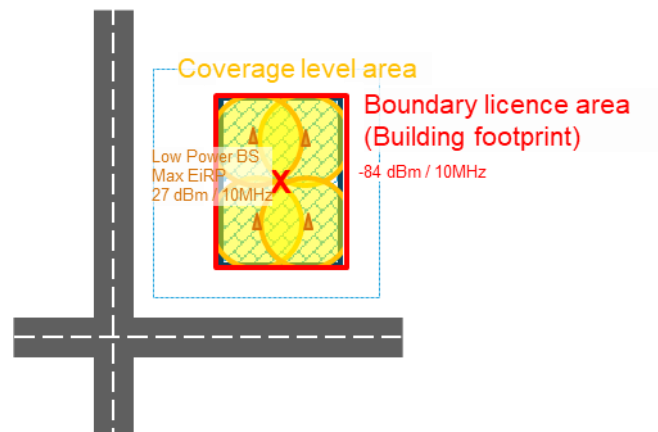 Coverage level area
Boundary licence area
(Building footprint)
-84 dBm / 10MHz
Low Power BS
Max EiRP
27 dBm / 10MHz
X